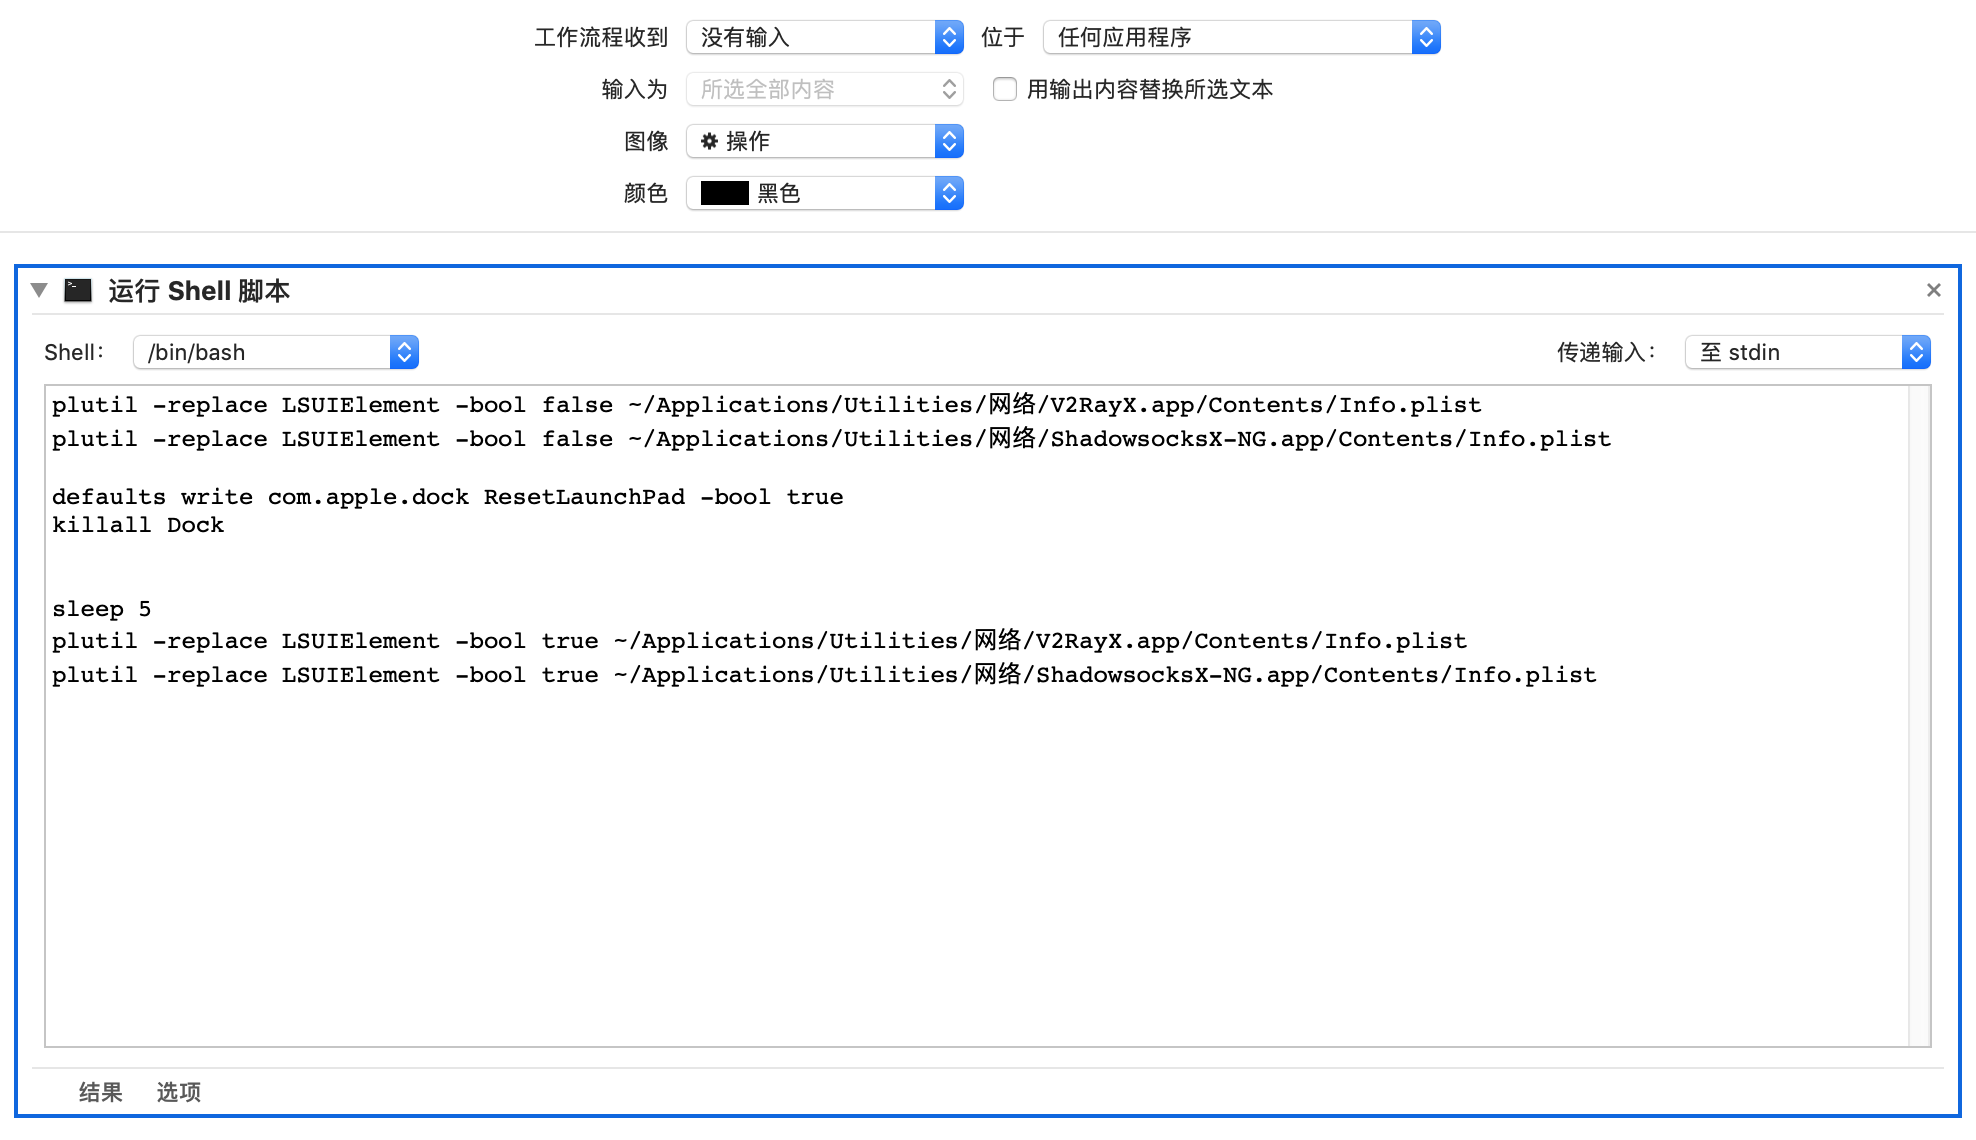 工作流程收到 没有输入 位于 任何应用程序
输入为 所选全部内容 用输出内容替换所选文本
图像 操作
颜色 黑色
运行 Shell 脚本
Shell： /bin/bash 传递输入： 至 stdin
plutil -replace LSUIElement -bool false ~/Applications/Utilities/网络/V2RayX.app/Contents/Info.plist
plutil -replace LSUIElement -bool false ~/Applications/Utilities/网络/ShadowsocksX-NG.app/Contents/Info.plist
defaults write com.apple.dock ResetLaunchPad -bool true
killall Dock
sleep 5
plutil -replace LSUIElement -bool true ~/Applications/Utilities/网络/V2RayX.app/Contents/Info.plist
plutil -replace LSUIElement -bool true ~/Applications/Utilities/网络/ShadowsocksX-NG.app/Contents/Info.plist
结果 选项